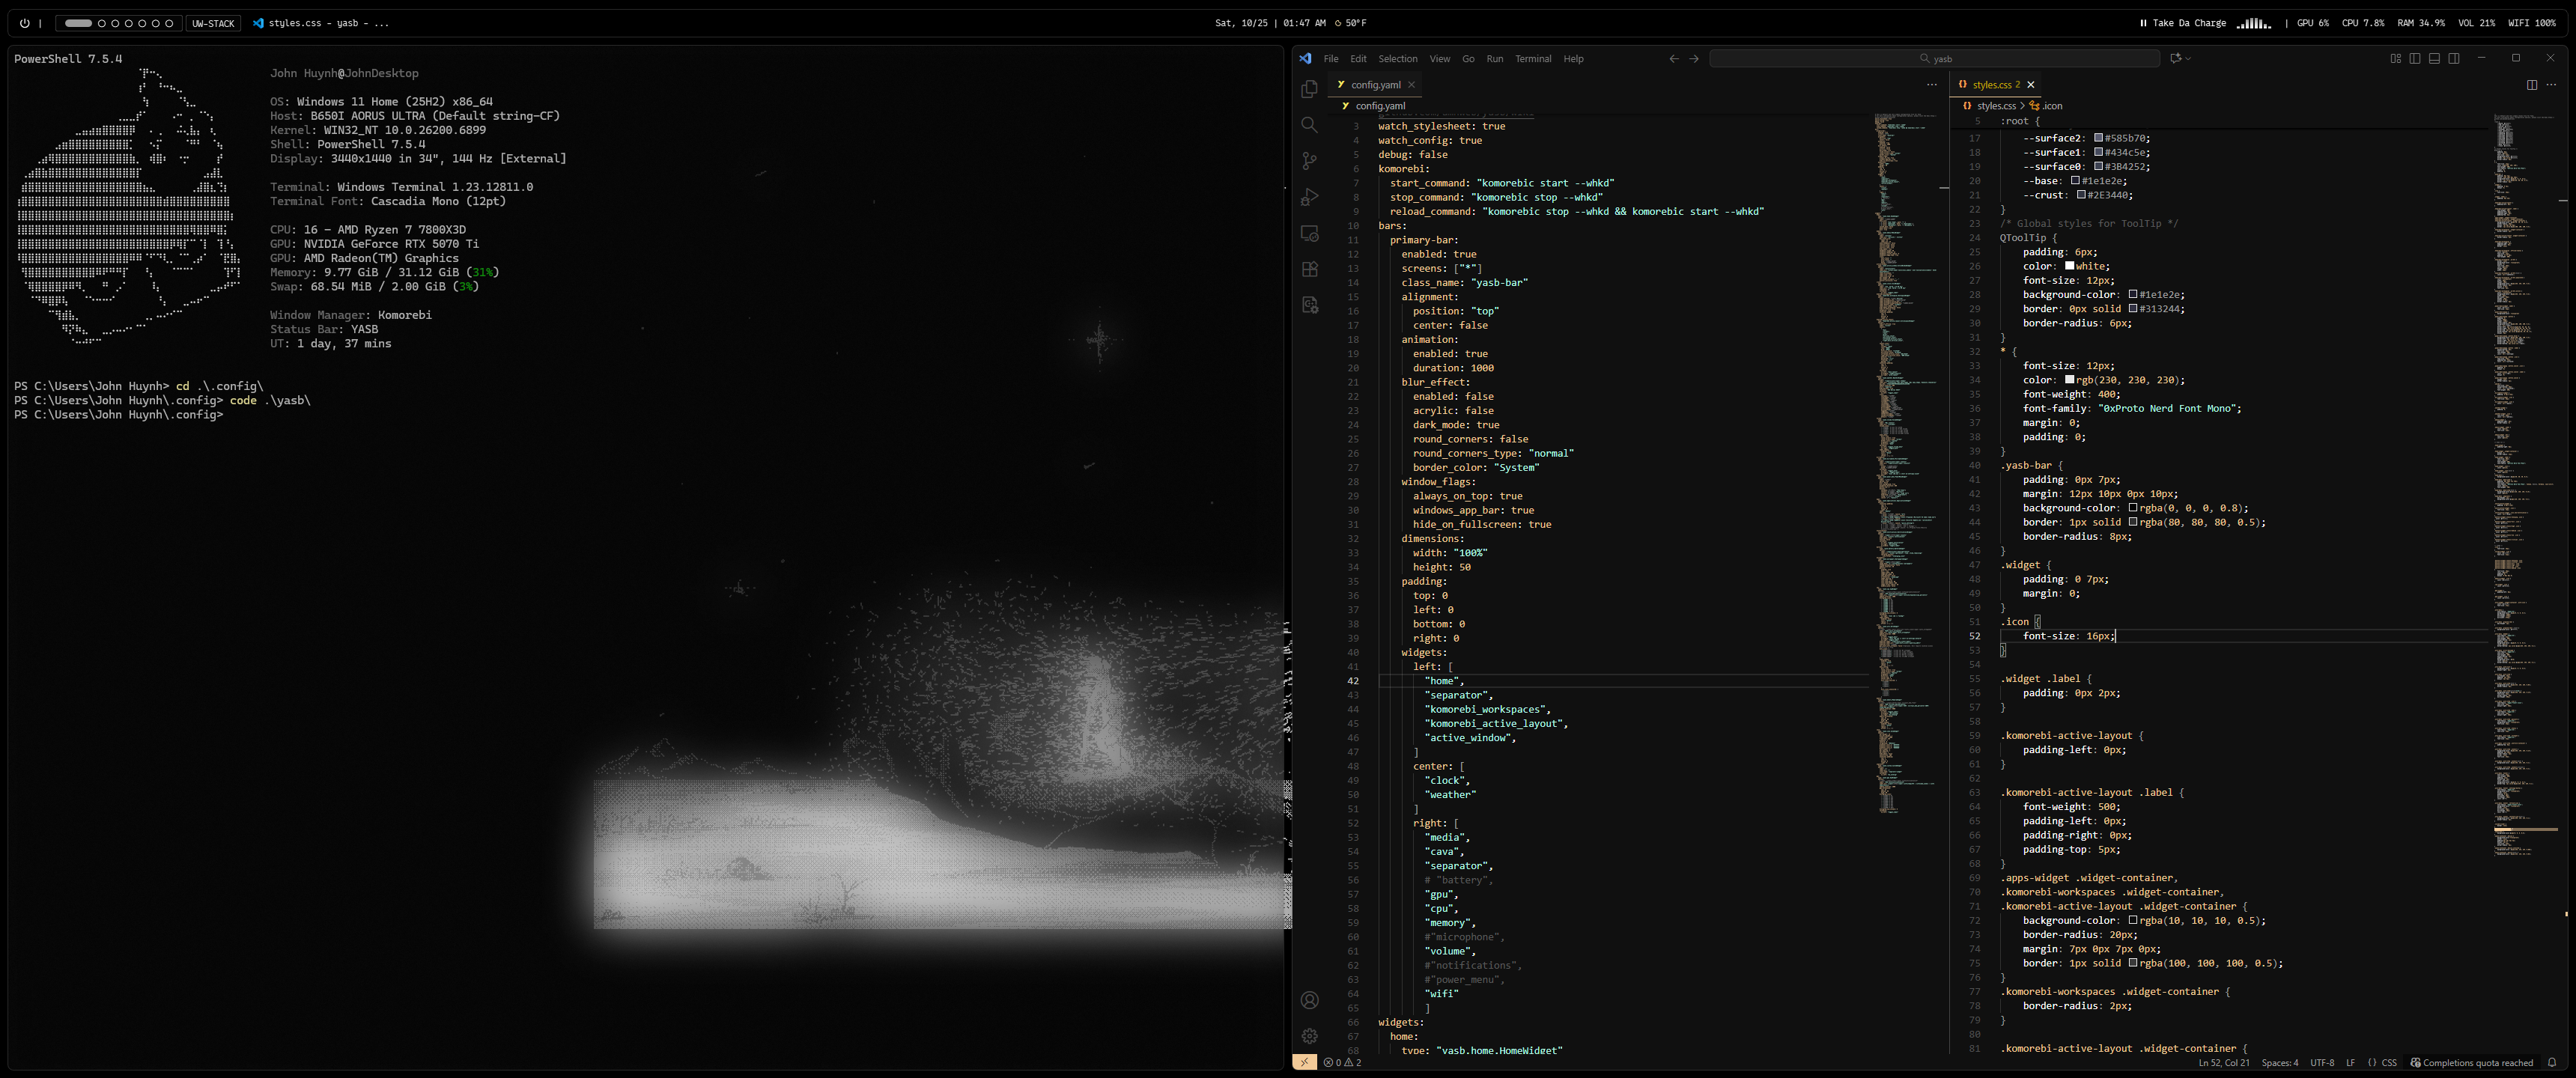 UW-STACK
styles.css - yasb - ...
Sat, 10/25 | 01:47 AM
50°F
Take Da Charge
| GPU 6%
CPU 7.8%
RAM 34.9%
VOL 21%
WIFI 100%
PowerShell 7.5.4
John Huynh@JohnDesktop
OS: Windows 11 Home (25H2) x86_64
Host: B650I AORUS ULTRA (Default string-CF)
Kernel: WIN32_NT 10.0.26200.6899
Shell: PowerShell 7.5.4
Display: 3440x1440 in 34", 144 Hz [External]
Terminal: Windows Terminal 1.23.12811.0
Terminal Font: Cascadia Mono (12pt)
CPU: 16 - AMD Ryzen 7 7800X3D
GPU: NVIDIA GeForce RTX 5070 Ti
GPU: AMD Radeon(TM) Graphics
Memory: 9.77 GiB / 31.12 GiB (31%)
Swap: 68.54 MiB / 2.00 GiB (3%)
Window Manager: Komorebi
Status Bar: YASB
UT: 1 day, 37 mins
PS C:\Users\John Huynh> cd .\.config\
PS C:\Users\John Huynh\.config> code .\yasb\
PS C:\Users\John Huynh\.config>
File Edit Selection View Go Run Terminal Help
yasb
config.yaml
config.yaml
3 watch_stylesheet: true
4 watch_config: true
5 debug: false
6 komorebi:
7 start_command: "komorebic start --whkd"
8 stop_command: "komorebic stop --whkd"
9 reload_command: "komorebic stop --whkd && komorebic start --whkd"
10 bars:
11 primary-bar:
12 enabled: true
13 screens: ["*"]
14 class_name: "yasb-bar"
15 alignment:
16 position: "top"
17 center: false
18 animation:
19 enabled: true
20 duration: 1000
21 blur_effect:
22 enabled: false
23 acrylic: false
24 dark_mode: true
25 round_corners: false
26 round_corners_type: "normal"
27 border_color: "System"
28 window_flags:
29 always_on_top: true
30 windows_app_bar: true
31 hide_on_fullscreen: true
32 dimensions:
33 width: "100%"
34 height: 50
35 padding:
36 top: 0
37 left: 0
38 bottom: 0
39 right: 0
40 widgets:
41 left: [
42 "home",
43 "separator",
44 "komorebi_workspaces",
45 "komorebi_active_layout",
46 "active_window",
47 ]
48 center: [
49 "clock",
50 "weather"
51 ]
52 right: [
53 "media",
54 "cava",
55 "separator",
56 # "battery",
57 "gpu",
58 "cpu",
59 "memory",
60 #"microphone",
61 "volume",
62 #"notifications",
63 #"power_menu",
64 "wifi"
65 ]
66 widgets:
67 home:
68 type: "yasb.home.HomeWidget"
styles.css 2
styles.css > .icon
5 :root {
17 --surface2: #585b70;
18 --surface1: #434c5e;
19 --surface0: #3B4252;
20 --base: #1e1e2e;
21 --crust: #2E3440;
22 }
23 /* Global styles for ToolTip */
24 QToolTip {
25 padding: 6px;
26 color: white;
27 font-size: 12px;
28 background-color: #1e1e2e;
29 border: 0px solid #313244;
30 border-radius: 6px;
31 }
32 * {
33 font-size: 12px;
34 color: rgb(230, 230, 230);
35 font-weight: 400;
36 font-family: "0xProto Nerd Font Mono";
37 margin: 0;
38 padding: 0;
39 }
40 .yasb-bar {
41 padding: 0px 7px;
42 margin: 12px 10px 0px 10px;
43 background-color: rgba(0, 0, 0, 0.8);
44 border: 1px solid rgba(80, 80, 80, 0.5);
45 border-radius: 8px;
46 }
47 .widget {
48 padding: 0 7px;
49 margin: 0;
50 }
51 .icon {
52 font-size: 16px;
53 }
54
55 .widget .label {
56 padding: 0px 2px;
57 }
58
59 .komorebi-active-layout {
60 padding-left: 0px;
61 }
62
63 .komorebi-active-layout .label {
64 font-weight: 500;
65 padding-left: 0px;
66 padding-right: 0px;
67 padding-top: 5px;
68 }
69 .apps-widget .widget-container,
70 .komorebi-workspaces .widget-container,
71 .komorebi-active-layout .widget-container {
72 background-color: rgba(10, 10, 10, 0.5);
73 border-radius: 20px;
74 margin: 7px 0px 7px 0px;
75 border: 1px solid rgba(100, 100, 100, 0.5);
76 }
77 .komorebi-workspaces .widget-container {
78 border-radius: 2px;
79 }
80
81 .komorebi-active-layout .widget-container {
0 2
Ln 52, Col 21 Spaces: 4 UTF-8 LF {} CSS Completions quota reached